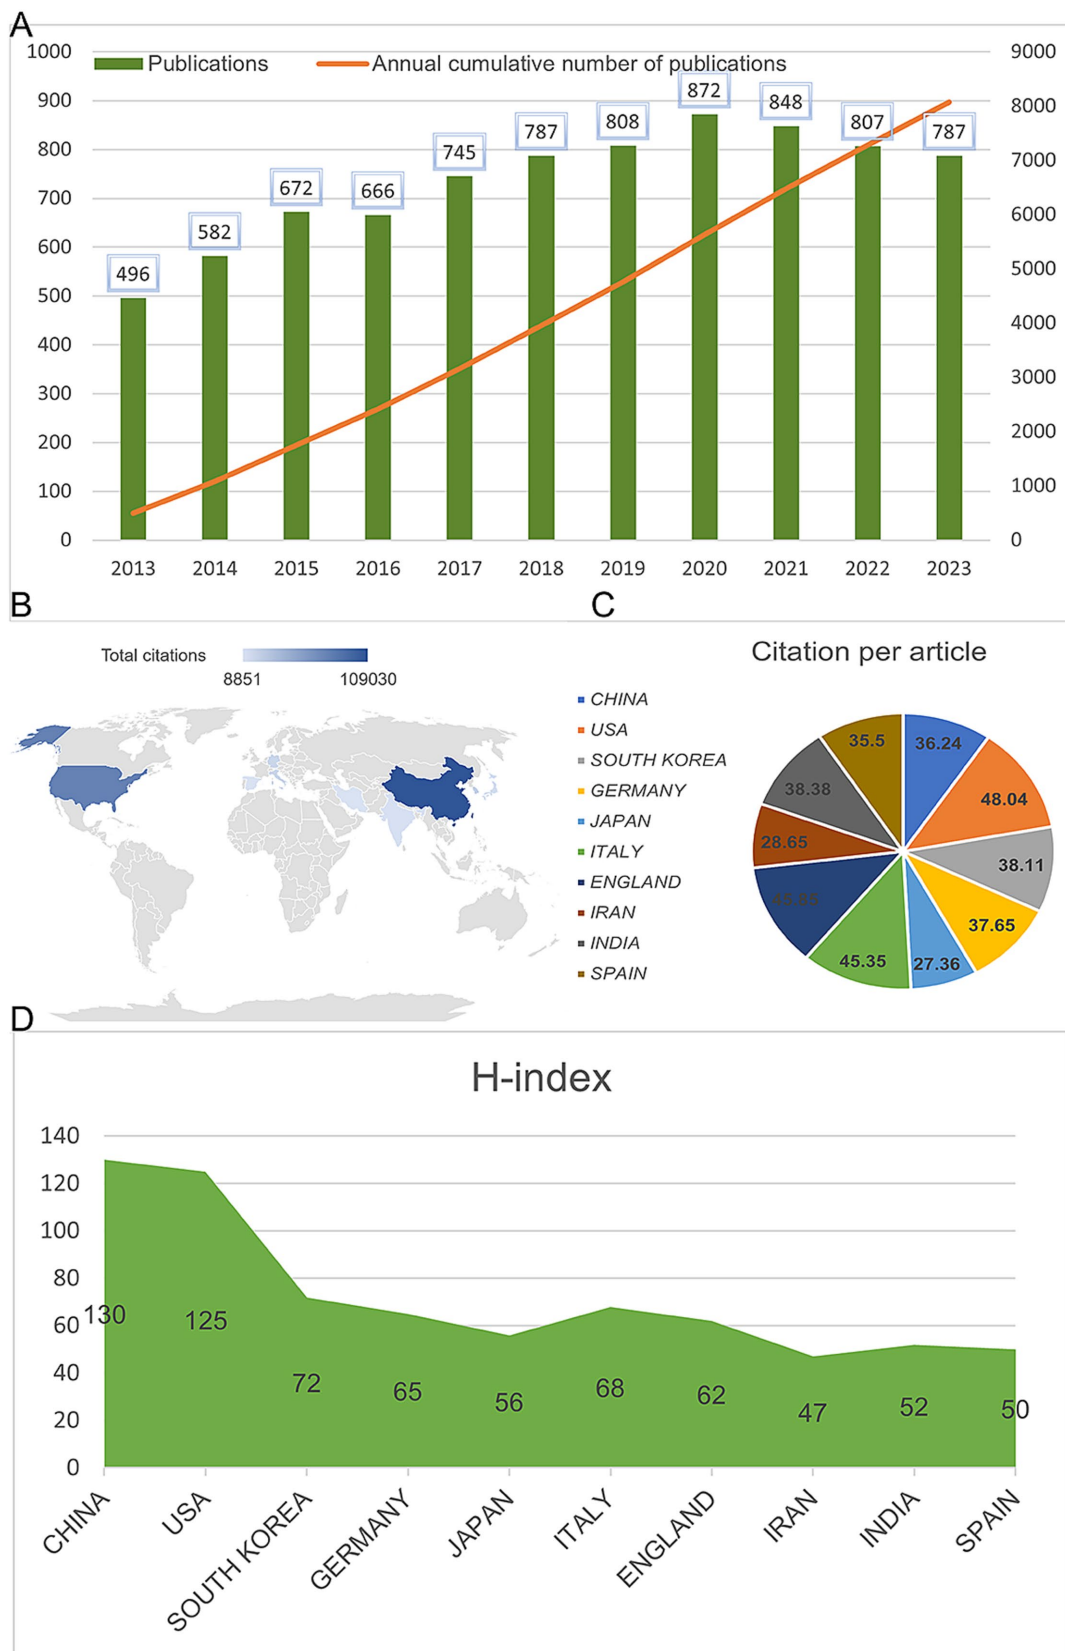 A
1000
900
800
700
600
500
400
300
200
100
0
9000
8000
7000
6000
5000
4000
3000
2000
1000
0
Publications
Annual cumulative number of publications
496
582
672
666
745
787
808
872
848
807
787
2013 2014 2015 2016 2017 2018 2019 2020 2021 2022 2023
B
Total citations
8851 109030
C
Citation per article
CHINA
USA
SOUTH KOREA
GERMANY
JAPAN
ITALY
ENGLAND
IRAN
INDIA
SPAIN
36.24
48.04
38.11
37.65
27.36
45.35
28.65
38.38
35.5
D
H-index
140
120
100
80
60
40
20
0
130
125
72
65
56
68
62
47
52
50
CHINA
USA
SOUTH KOREA
GERMANY
JAPAN
ITALY
ENGLAND
IRAN
INDIA
SPAIN